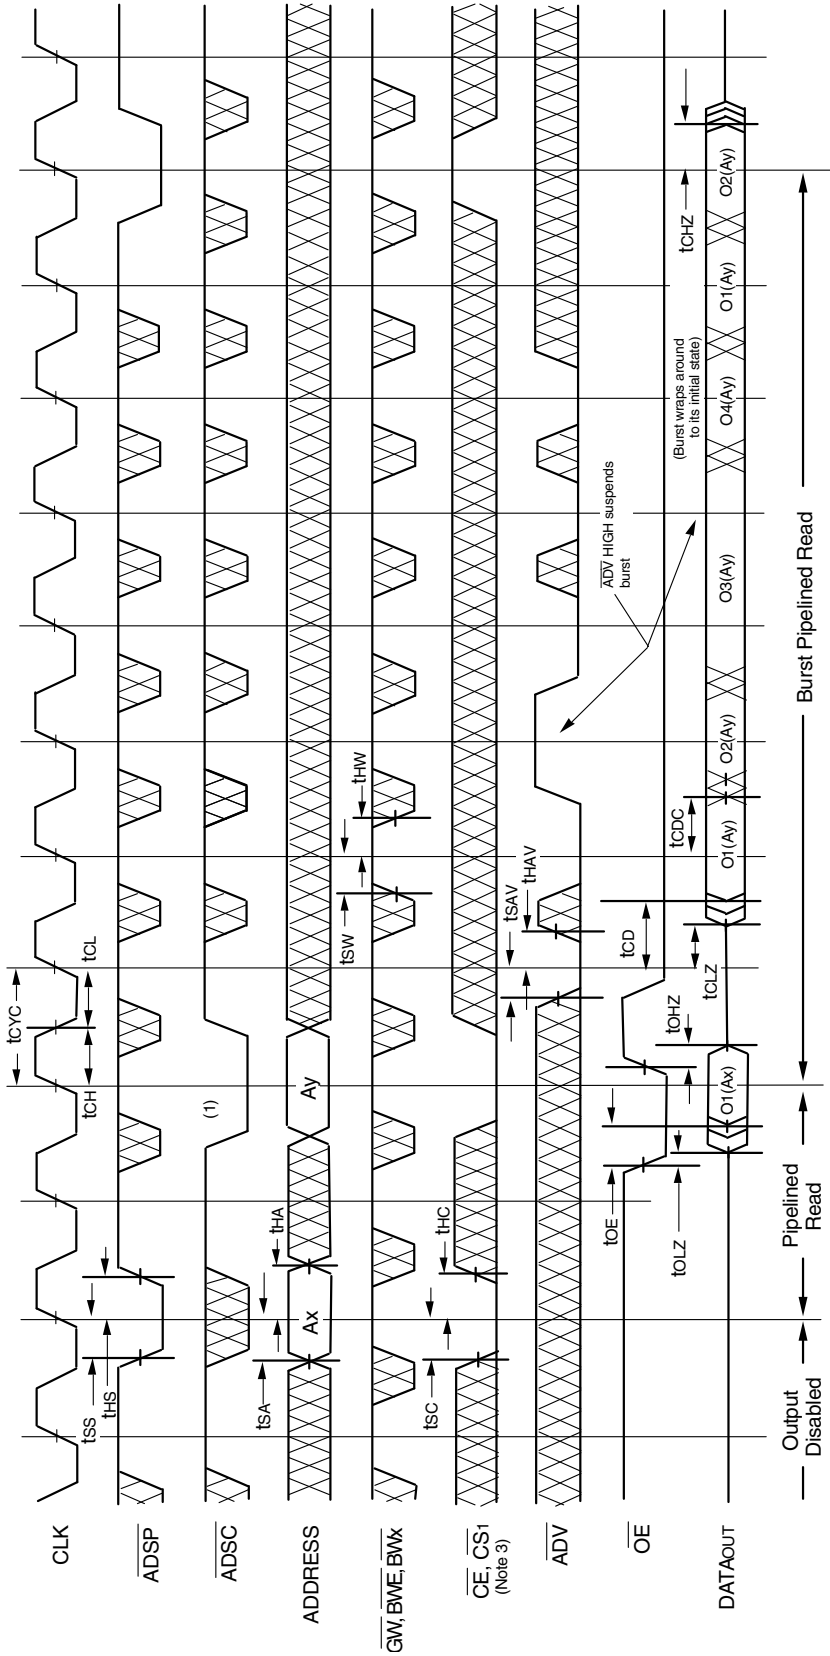 CLK
tCYC
tSS
tHS
tCH
tCL
ADSP
ADSC
(1)
ADDRESS
tSA
tHA
Ax
Ay
GW, BWE, BWx
tSW
tHW
CE, CS1
(Note 3)
tSC
tHC
ADV
tSAV
tHAV
ADV HIGH suspends
burst
OE
tOE
tOHZ
tCD
tOLZ
tCLZ
tCDC
tCHZ
(Burst wraps around
to its initial state)
DATAOUT
O1(Ax)
O1(Ay)
O2(Ay)
O3(Ay)
O4(Ay)
O1(Ay)
O2(Ay)
Output
Disabled
Pipelined
Read
Burst Pipelined Read